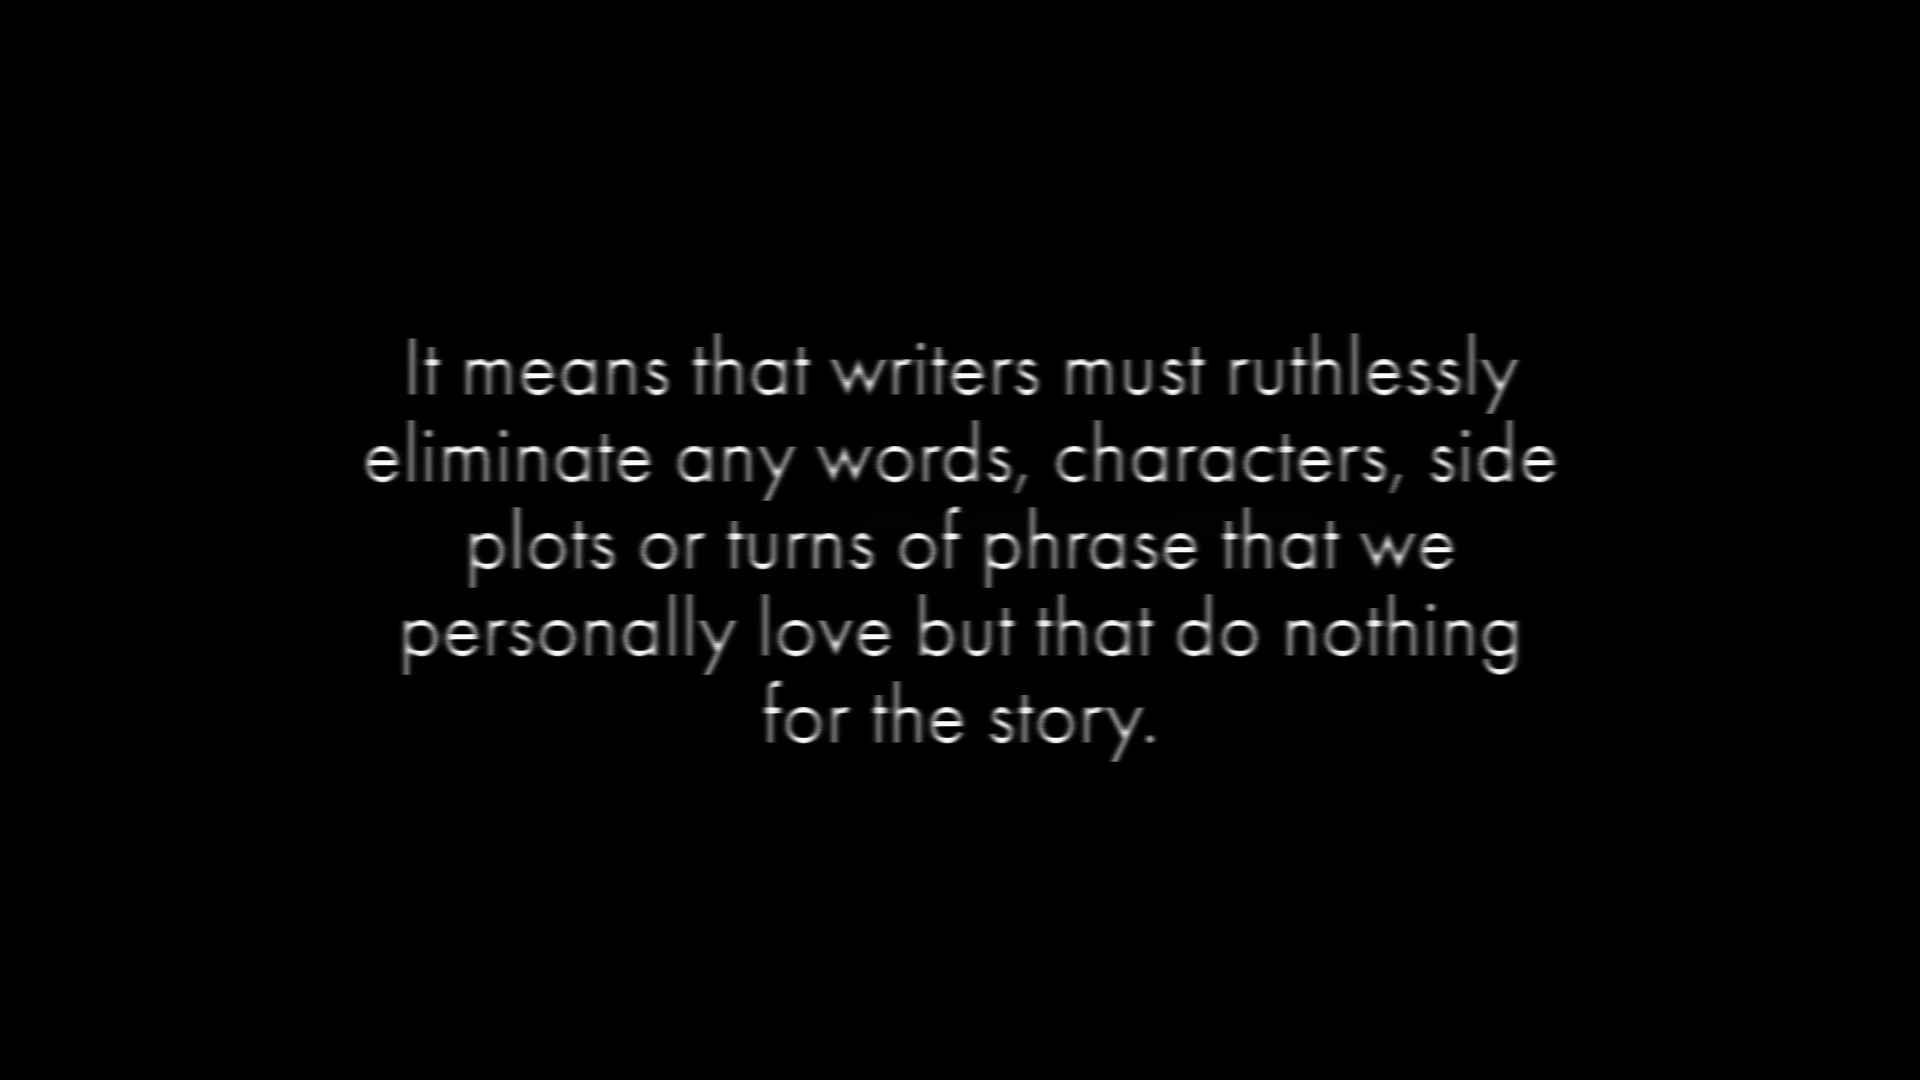 It means that writers must ruthlessly
eliminate any words, characters, side
plots or turns of phrase that we
personally love but that do nothing
for the story.